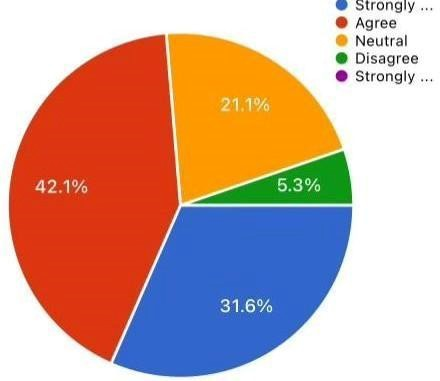 Strongly ...
Agree
Neutral
Disagree
Strongly ...
21.1%
5.3%
42.1%
31.6%